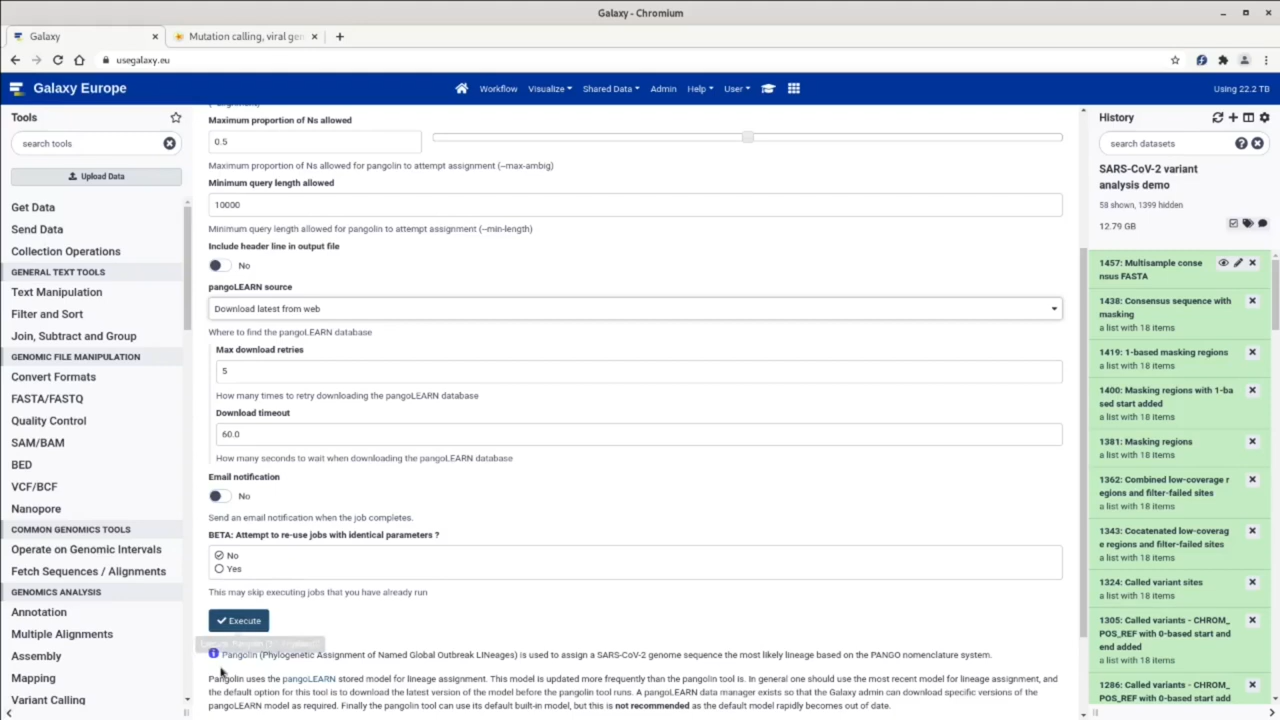 Galaxy - Chromium
Galaxy
Mutation calling, viral gen
usegalaxy.eu
Galaxy Europe
Workflow
Visualize
Shared Data
Admin
Help
User
Using 22.2 TB
Tools
search tools
Upload Data
Get Data
Send Data
Collection Operations
GENERAL TEXT TOOLS
Text Manipulation
Filter and Sort
Join, Subtract and Group
GENOMIC FILE MANIPULATION
Convert Formats
FASTA/FASTQ
Quality Control
SAM/BAM
BED
VCF/BCF
Nanopore
COMMON GENOMICS TOOLS
Operate on Genomic Intervals
Fetch Sequences / Alignments
GENOMICS ANALYSIS
Annotation
Multiple Alignments
Assembly
Mapping
Variant Calling
Maximum proportion of Ns allowed
0.5
Maximum proportion of Ns allowed for pangolin to attempt assignment (--max-ambig)
Minimum query length allowed
10000
Minimum query length allowed for pangolin to attempt assignment (--min-length)
Include header line in output file
No
pangoLEARN source
Download latest from web
Where to find the pangoLEARN database
Max download retries
5
How many times to retry downloading the pangoLEARN database
Download timeout
60.0
How many seconds to wait when downloading the pangoLEARN database
Email notification
No
Send an email notification when the job completes.
BETA: Attempt to re-use jobs with identical parameters ?
No
Yes
This may skip executing jobs that you have already run
Execute
Pangolin (Phylogenetic Assignment of Named Global Outbreak LINeages) is used to assign a SARS-CoV-2 genome sequence the most likely lineage based on the PANGO nomenclature system.
Pangolin uses the pangoLEARN stored model for lineage assignment. This model is updated more frequently than the pangolin tool is. In general one should use the most recent model for lineage assignment, and
the default option for this tool is to download the latest version of the model before the pangolin tool runs. A pangoLEARN data manager exists so that the Galaxy admin can download specific versions of the
pangoLEARN model as required. Finally the pangolin tool can use its default built-in model, but this is not recommended as the default model rapidly becomes out of date.
History
search datasets
SARS-CoV-2 variant
analysis demo
58 shown, 1399 hidden
12.79 GB
1457: Multisample conse
nsus FASTA
1438: Consensus sequence with
masking
a list with 18 items
1419: 1-based masking regions
a list with 18 items
1400: Masking regions with 1-ba
sed start added
a list with 18 items
1381: Masking regions
a list with 18 items
1362: Combined low-coverage r
egions and filter-failed sites
a list with 18 items
1343: Cocatenated low-coverag
e regions and filter-failed sites
a list with 18 items
1324: Called variant sites
a list with 18 items
1305: Called variants - CHROM_
POS_REF with 0-based start and
end added
a list with 18 items
1286: Called variants - CHROM_
POS_REF with 0-based start add